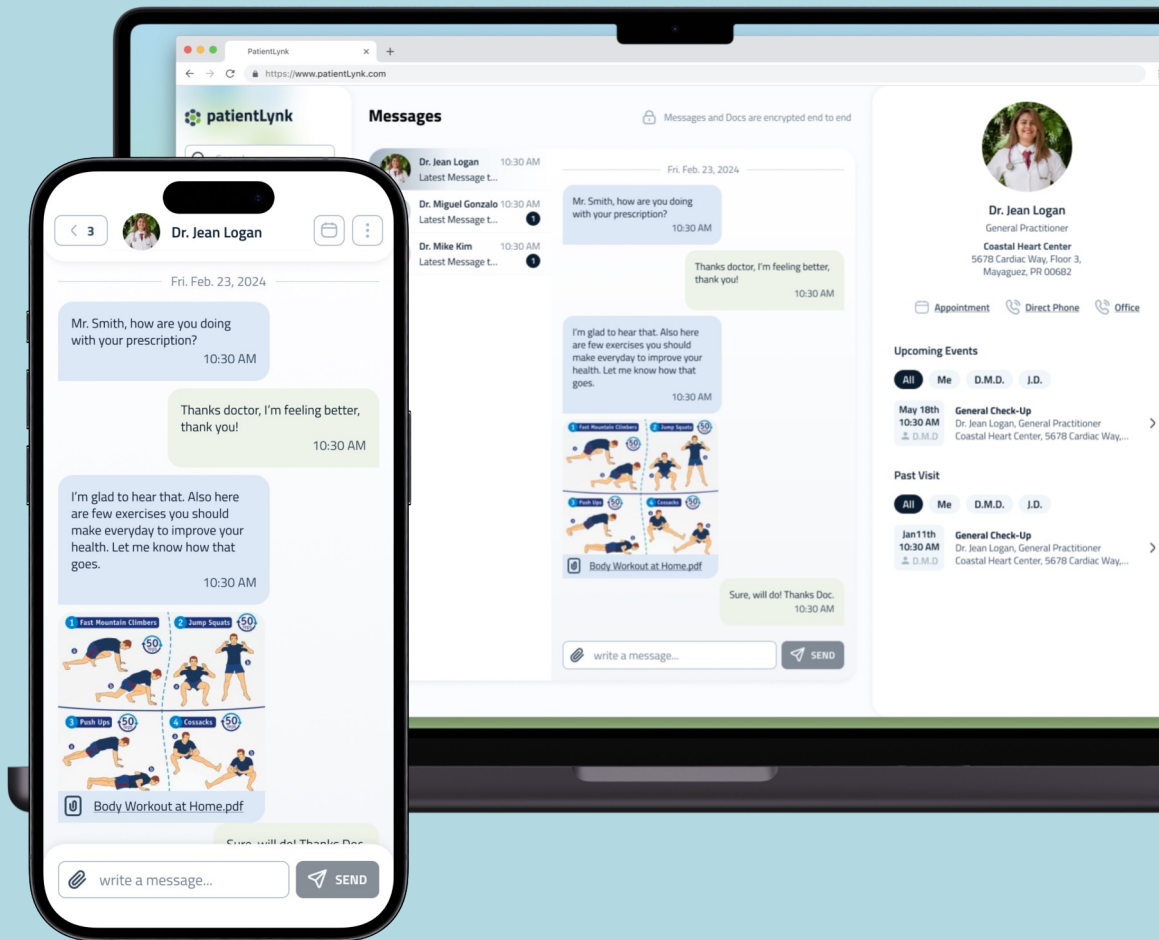 PatientLynk
https://www.patientLynk.com
patientLynk
Messages
Messages and Docs are encrypted end to end
Dr. Jean Logan 10:30 AM
Latest Message t...
Dr. Miguel Gonzalo 10:30 AM
Latest Message t... 1
Dr. Mike Kim 10:30 AM
Latest Message t... 1
Fri. Feb. 23, 2024
Mr. Smith, how are you doing
with your prescription?
10:30 AM
Thanks doctor, I'm feeling better,
thank you!
10:30 AM
I'm glad to hear that. Also here
are few exercises you should
make everyday to improve your
health. Let me know how that
goes.
10:30 AM
1 Fast Mountain Climbers
50
2 Jump Squats 50
3 Push Ups 50
4 Cossacks 50
Body Workout at Home.pdf
Sure, will do! Thanks Doc.
10:30 AM
write a message...
SEND
Dr. Jean Logan
General Practitioner
Coastal Heart Center
5678 Cardiac Way, Floor 3,
Mayaguez, PR 00682
Appointment Direct Phone Office
Upcoming Events
All Me D.M.D. J.D.
May 18th
10:30 AM
D.M.D
General Check-Up
Dr. Jean Logan, General Practitioner
Coastal Heart Center, 5678 Cardiac Way,...
Past Visit
All Me D.M.D. J.D.
Jan11th
10:30 AM
D.M.D
General Check-Up
Dr. Jean Logan, General Practitioner
Coastal Heart Center, 5678 Cardiac Way,...
3
Dr. Jean Logan
Fri. Feb. 23, 2024
Mr. Smith, how are you doing
with your prescription?
10:30 AM
Thanks doctor, I'm feeling better,
thank you!
10:30 AM
I'm glad to hear that. Also here
are few exercises you should
make everyday to improve your
health. Let me know how that
goes.
10:30 AM
1 Fast Mountain Climbers
50
2 Jump Squats 50
a
b
3 Push Ups 50
4 Cossacks 50
a
b
Body Workout at Home.pdf
Sure, will do! Thanks Doc.
write a message...
SEND